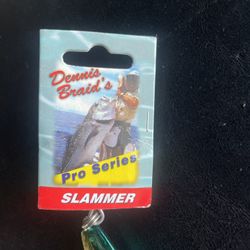 Dennis
Braid's
Pro Series
SLAMMER